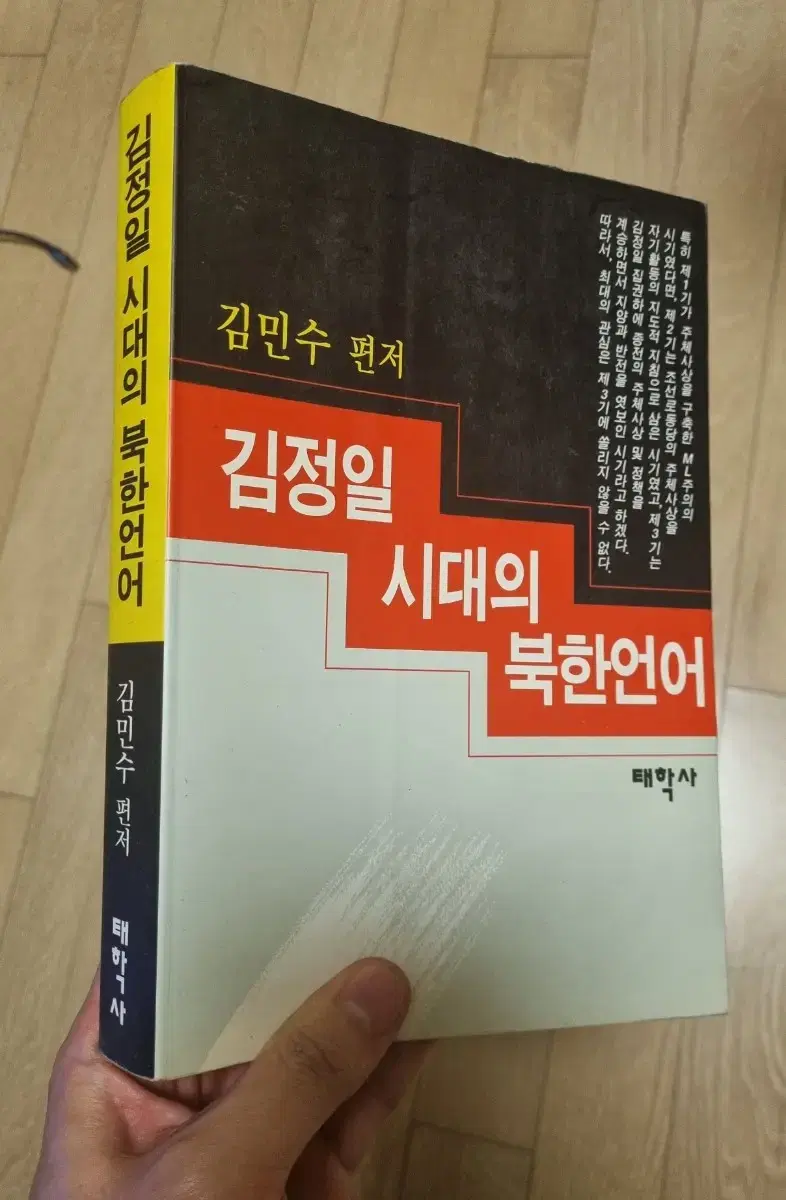 김정일 시대의 북한언어
김민수 편저
태학사
김민수 편저
김정일
시대의
북한언어
특히 제1기가 주체사상을 구축한 ML주의의
시기였다면, 제2기는 조선로동당의 주체사상을
자기활동의 지도적 지침으로 삼은 시기였고, 제3기는
김정일 집권하에 종전의 주체사상 및 정책을
계승하면서 지양과 반전을 엿보인 시기라고 하겠다.
따라서, 최대의 관심은 제3기에 쏠리지 않을 수 없다.
태학사